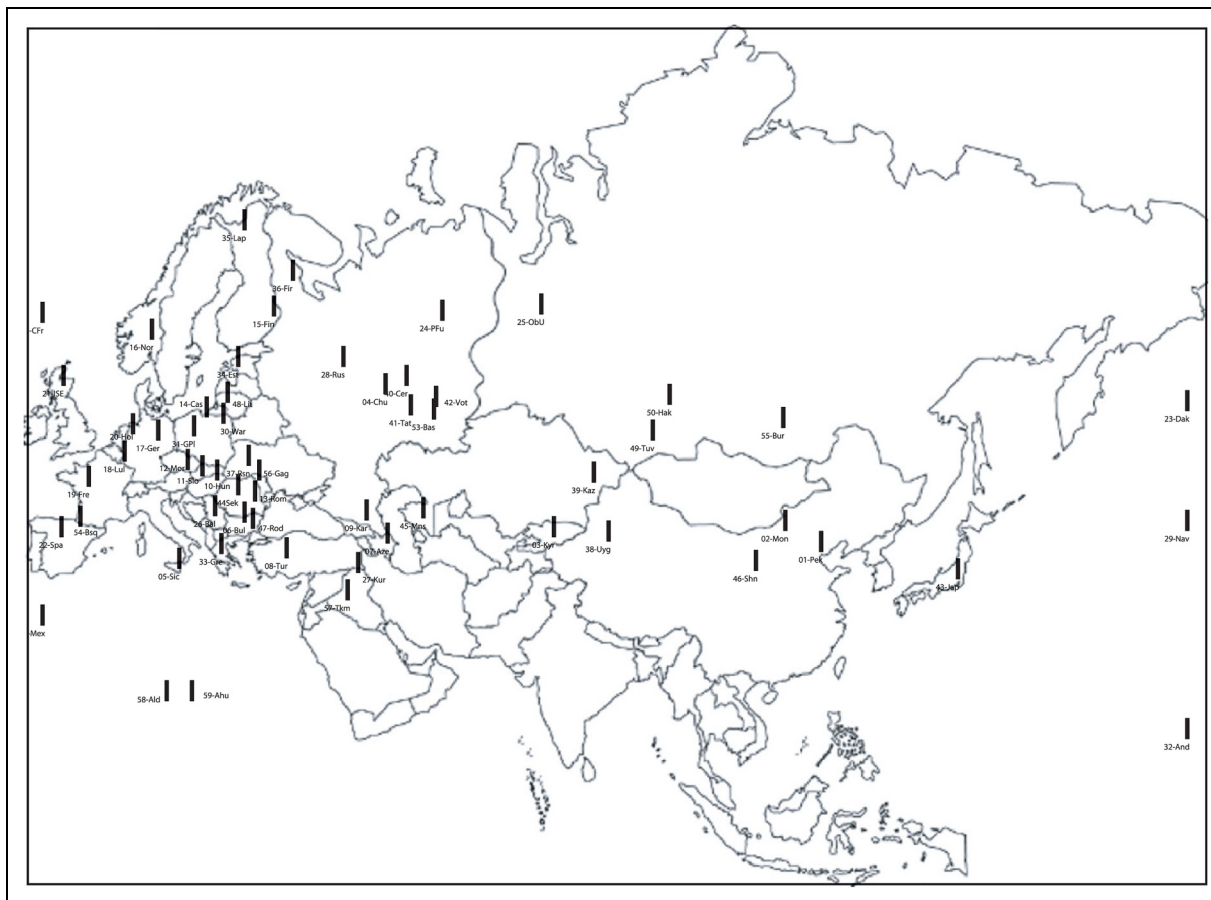 35-Lap
36-Fir
-CFr
16-Nor
15-Fin
24-PFu
25-ObU
34-Est
28-Rus
04-Chu
40-Cer
42-Vot
41-Tat
53-Bas
50-Hak
49-Tuv
55-Bur
23-Dak
14-Cas
48-Lit
30-War
20-Hol
17-Ger
31-GPl
18-Lul
12-Mor
11-Slo
10-Hun
37-Rsn
56-Gag
19-Fre
13-Rom
44Sek
26-Bal
06-Bul
47-Rod
54-Bsq
22-Spa
33-Gre
05-Sic
08-Tur
09-Kar
07-Aze
45-Mns
27-Kur
57-Tkm
39-Kaz
03-Kyr
38-Uyg
02-Mon
01-Pek
46-Shn
43-Jap
29-Nav
-Mex
58-Ald
59-Ahu
32-And